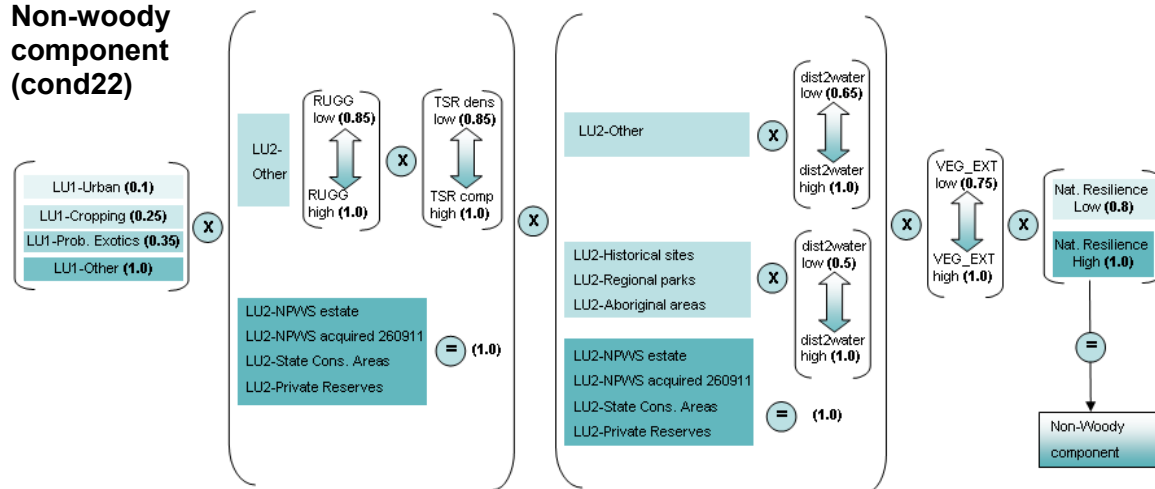 Non-woody
component
(cond22)
LU1-Urban (0.1)
LU1-Cropping (0.25)
LU1-Prob. Exotics (0.35)
LU1-Other (1.0)
X
LU2-
Other
RUGG
low (0.85)
RUGG
high (1.0)
X
TSR dens
low (0.85)
TSR comp
high (1.0)
LU2-NPWS estate
LU2-NPWS acquired 260911
LU2-State Cons. Areas
LU2-Private Reserves
= (1.0)
X
LU2-Other
X
dist2water
low (0.65)
dist2water
high (1.0)
LU2-Historical sites
LU2-Regional parks
LU2-Aboriginal areas
X
dist2water
low (0.5)
dist2water
high (1.0)
LU2-NPWS estate
LU2-NPWS acquired 260911
LU2-State Cons. Areas
LU2-Private Reserves
= (1.0)
X
VEG_EXT
low (0.75)
VEG_EXT
high (1.0)
X
Nat. Resilience
Low (0.8)
Nat. Resilience
High (1.0)
=
Non-Woody
component